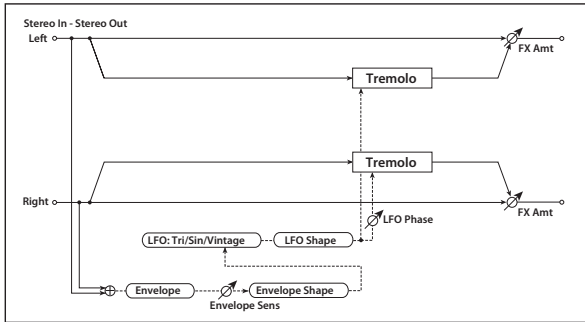 Stereo In - Stereo Out
Left
FX Amt
Tremolo
Tremolo
Right
FX Amt
LFO Phase
LFO: Tri/Sin/Vintage
LFO Shape
Envelope
Envelope Shape
Envelope Sens